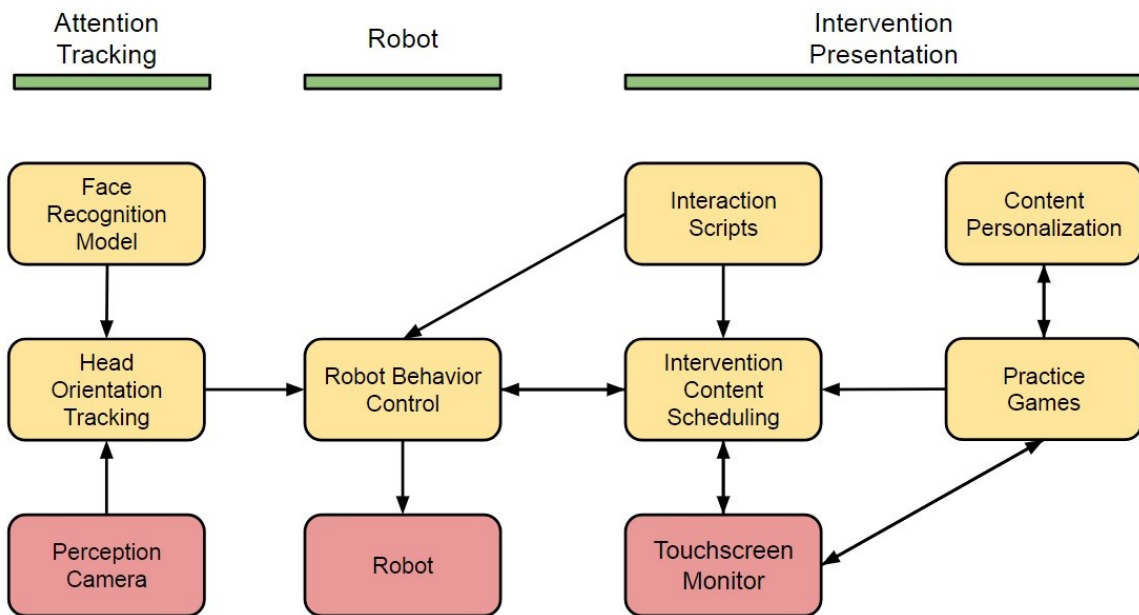 Attention
Tracking
Robot
Intervention
Presentation
Face
Recognition
Model
Interaction
Scripts
Content
Personalization
Head
Orientation
Tracking
Robot Behavior
Control
Intervention
Content
Scheduling
Practice
Games
Perception
Camera
Robot
Touchscreen
Monitor